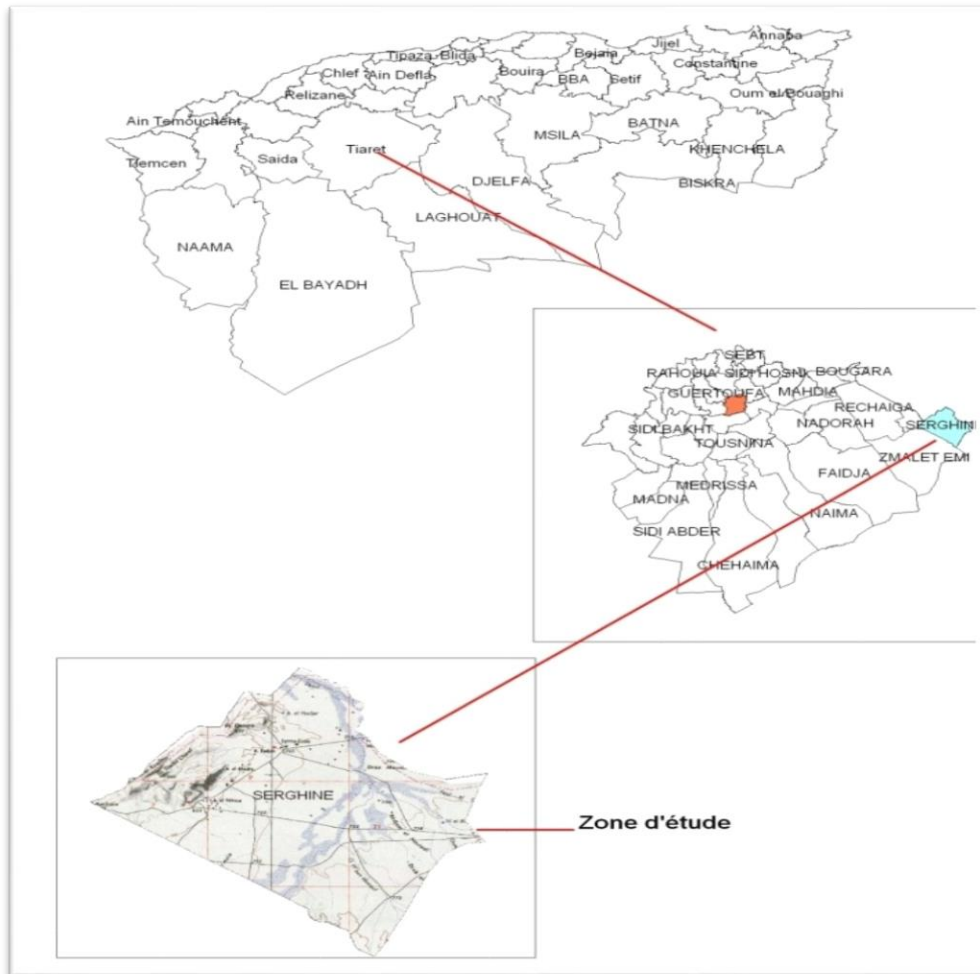 Annaba
Jijel
Tipaza Blida
Bejaia
Constantine
Chlef Ain Defla
Bouira
BBA
Setif
Relizane
Oum el Bouaghi
Ain Temouchent
BATNA
MSILA
Tiaret
KHENCHELA
Tlemcen
Saida
DJELFA
BISKRA
LAGHOUAT
NAAMA
EL BAYADH
SEBT
RAHOUIA
SIDI HOSNI
BOUGARA
GUERTOUFA
MAHDIA
RECHAIGA
SIDI BAKHT
NADORAH
SERGHIN
TOUSNINA
ZMALET EMI
FAIDJA
MEDRISSA
MADNA
NAIMA
SIDI ABDER
CHEHAIMA
SERGHINE
Zone d'étude